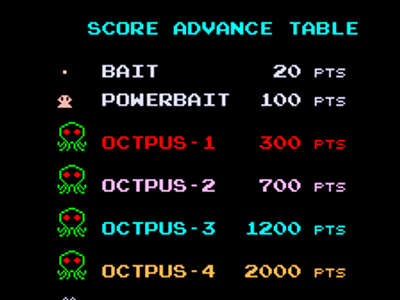 SCORE ADVANCE TABLE
BAIT 20 PTS
POWERBAIT 100 PTS
OCTPUS-1 300 PTS
OCTPUS-2 700 PTS
OCTPUS-3 1200 PTS
OCTPUS-4 2000 PTS